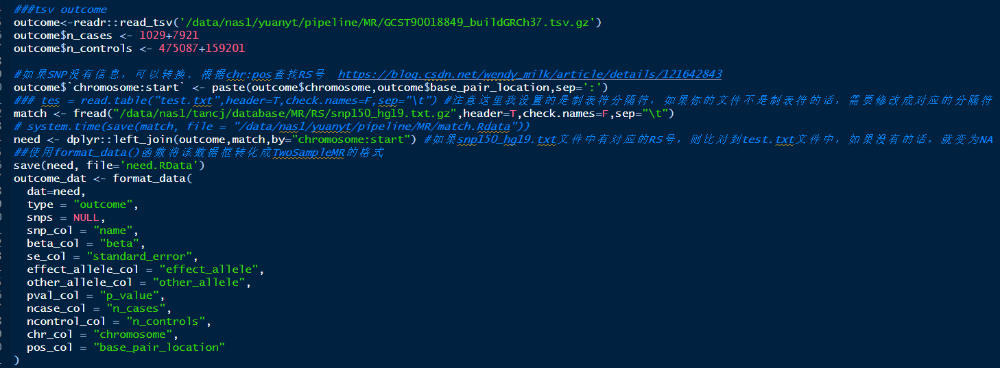 ###tsv outcome
outcome<-readr::read_tsv('/data/nas1/yuanyt/pipeline/MR/GCST90018849_buildGRCh37.tsv.gz')
outcome$n_cases <- 1029+7921
outcome$n_controls <- 475087+159201
#如果SNP没有信息，可以转换。根据chr:pos查找RS号  https://blog.csdn.net/wendy_milk/article/details/121642843
outcome$`chromosome:start` <- paste(outcome$chromosome,outcome$base_pair_location,sep=':')
### tes = read.table("test.txt",header=T,check.names=F,sep="\t") #注意这里我设置的是制表符分隔符，如果你的文件不是制表符的话，需要修改成对应的分隔符
match <- fread("/data/nas1/tancj/database/MR/RS/snp150_hg19.txt.gz",header=T,check.names=F,sep="\t")
# system.time(save(match, file = "/data/nas1/yuanyt/pipeline/MR/match.Rdata"))
need <- dplyr::left_join(outcome,match,by="chromosome:start") #如果snp150_hg19.txt文件中有对应的RS号，则比对到test.txt文件中，如果没有的话，就变为NA
##使用format_data()函数将该数据框转化成TwoSampleMR的格式
save(need, file='need.RData')
outcome_dat <- format_data(
  dat=need,
  type = "outcome",
  snps = NULL,
  snp_col = "name",
  beta_col = "beta",
  se_col = "standard_error",
  effect_allele_col = "effect_allele",
  other_allele_col = "other_allele",
  pval_col = "p_value",
  ncase_col = "n_cases",
  ncontrol_col = "n_controls",
  chr_col = "chromosome",
  pos_col = "base_pair_location"
)